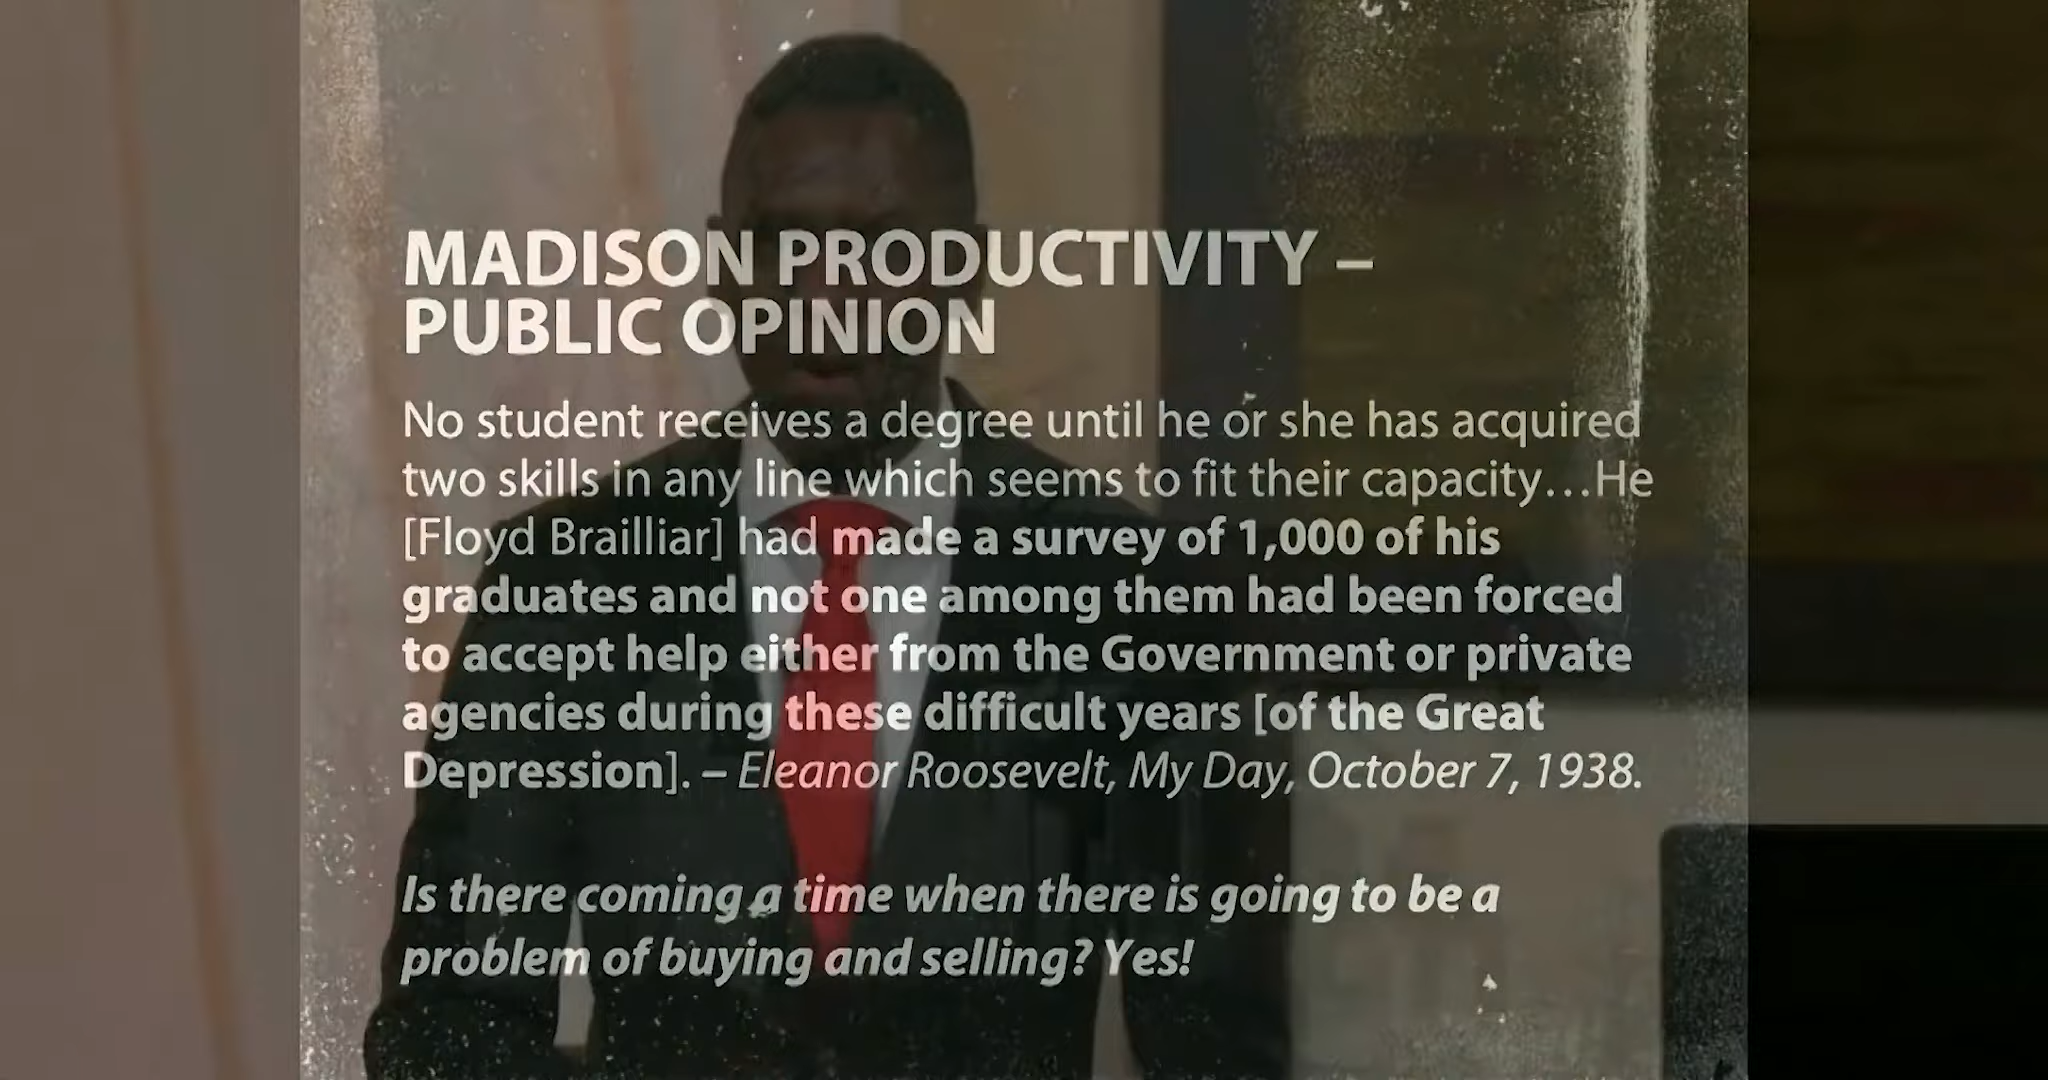 MADISON PRODUCTIVITY –
PUBLIC OPINION
No student receives a degree until he or she has acquired
two skills in any line which seems to fit their capacity…He
[Floyd Brailliar] had made a survey of 1,000 of his
graduates and not one among them had been forced
to accept help either from the Government or private
agencies during these difficult years [of the Great
Depression]. – Eleanor Roosevelt, My Day, October 7, 1938.
Is there coming a time when there is going to be a
problem of buying and selling? Yes!